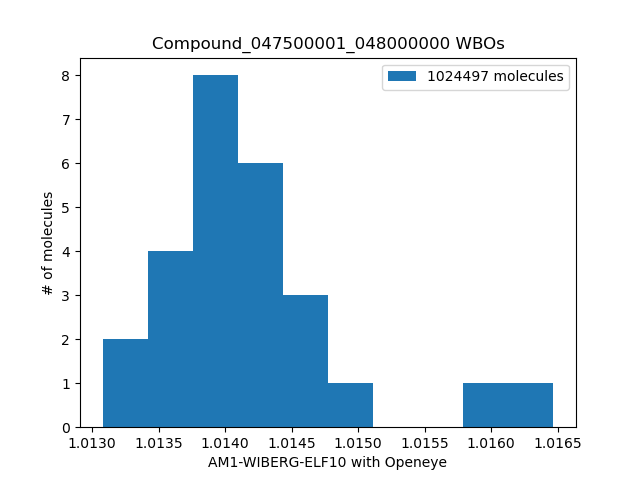 Compound_047500001_048000000 WBOs
1024497 molecules
8
7
6
5
4
3
2
1
0
# of molecules
1.0130 1.0135 1.0140 1.0145 1.0150 1.0155 1.0160 1.0165
AM1-WIBERG-ELF10 with Openeye